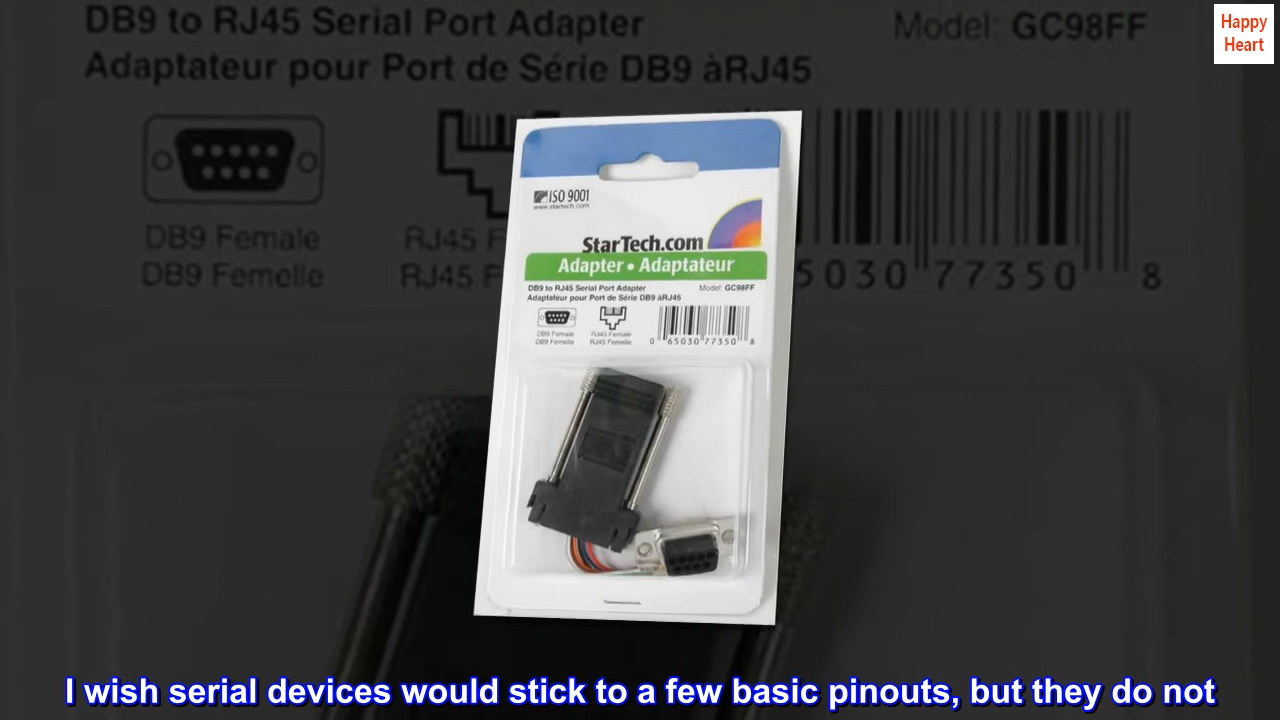 DB9 to RJ45 Serial Port Adapter
Model: GC98FF
Adaptateur pour Port de Série DB9 àRJ45
DB9 Female
DB9 Femelle
RJ45 F
RJ45 F
5030 77350 8
Happy
Heart
ISO 9001
www.startech.com
StarTech.com
Adapter • Adaptateur
DB9 to RJ45 Serial Port Adapter
Model: GC98FF
Adaptateur pour Port de Série DB9 àRJ45
DB9 Female
DB9 Femelle
RJ45 Female
RJ45 Femelle
0 65030 77350 8
I wish serial devices would stick to a few basic pinouts, but they do not